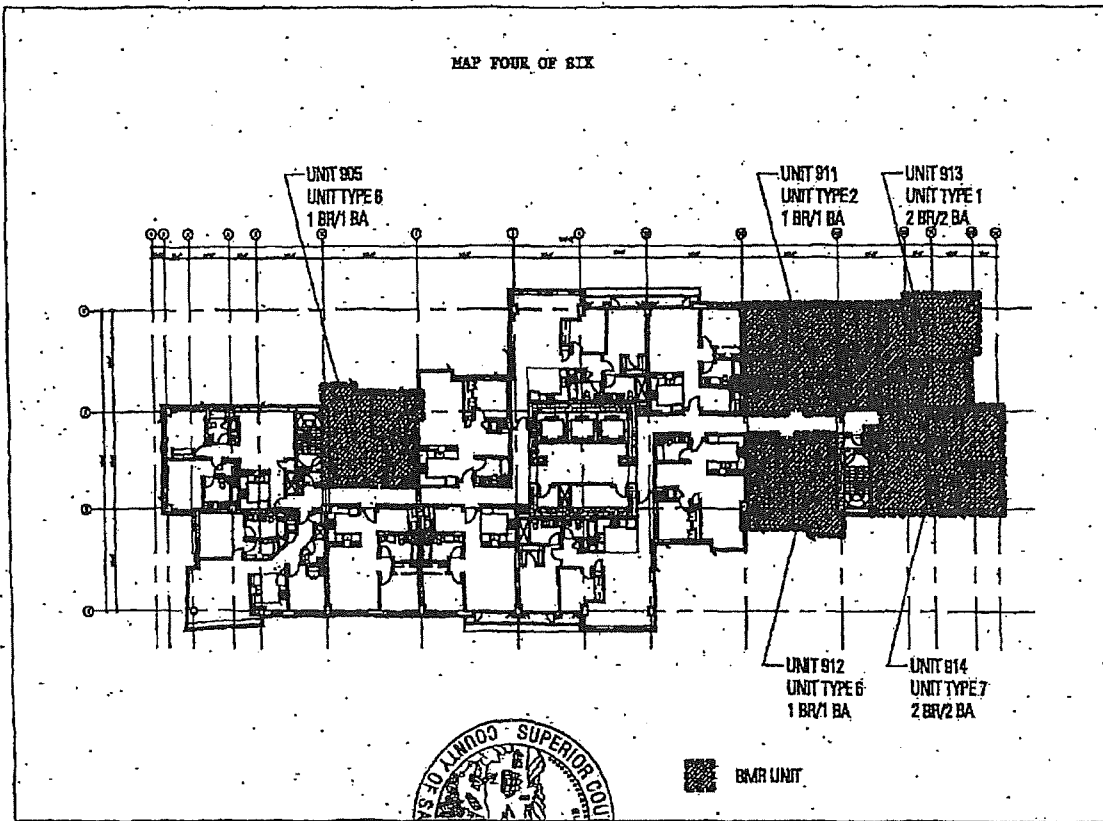 MAP FOUR OF SIX
UNIT 905
UNIT TYPE 6
1 BR/1 BA
UNIT 911
UNIT TYPE 2
1 BR/1 BA
UNIT 913
UNIT TYPE 1
2 BR/2 BA
UNIT 912
UNIT TYPE 6
1 BR/1 BA
UNIT 914
UNIT TYPE 7
2 BR/2 BA
BMR UNIT
COUNTY OF SA
SUPERIOR COU